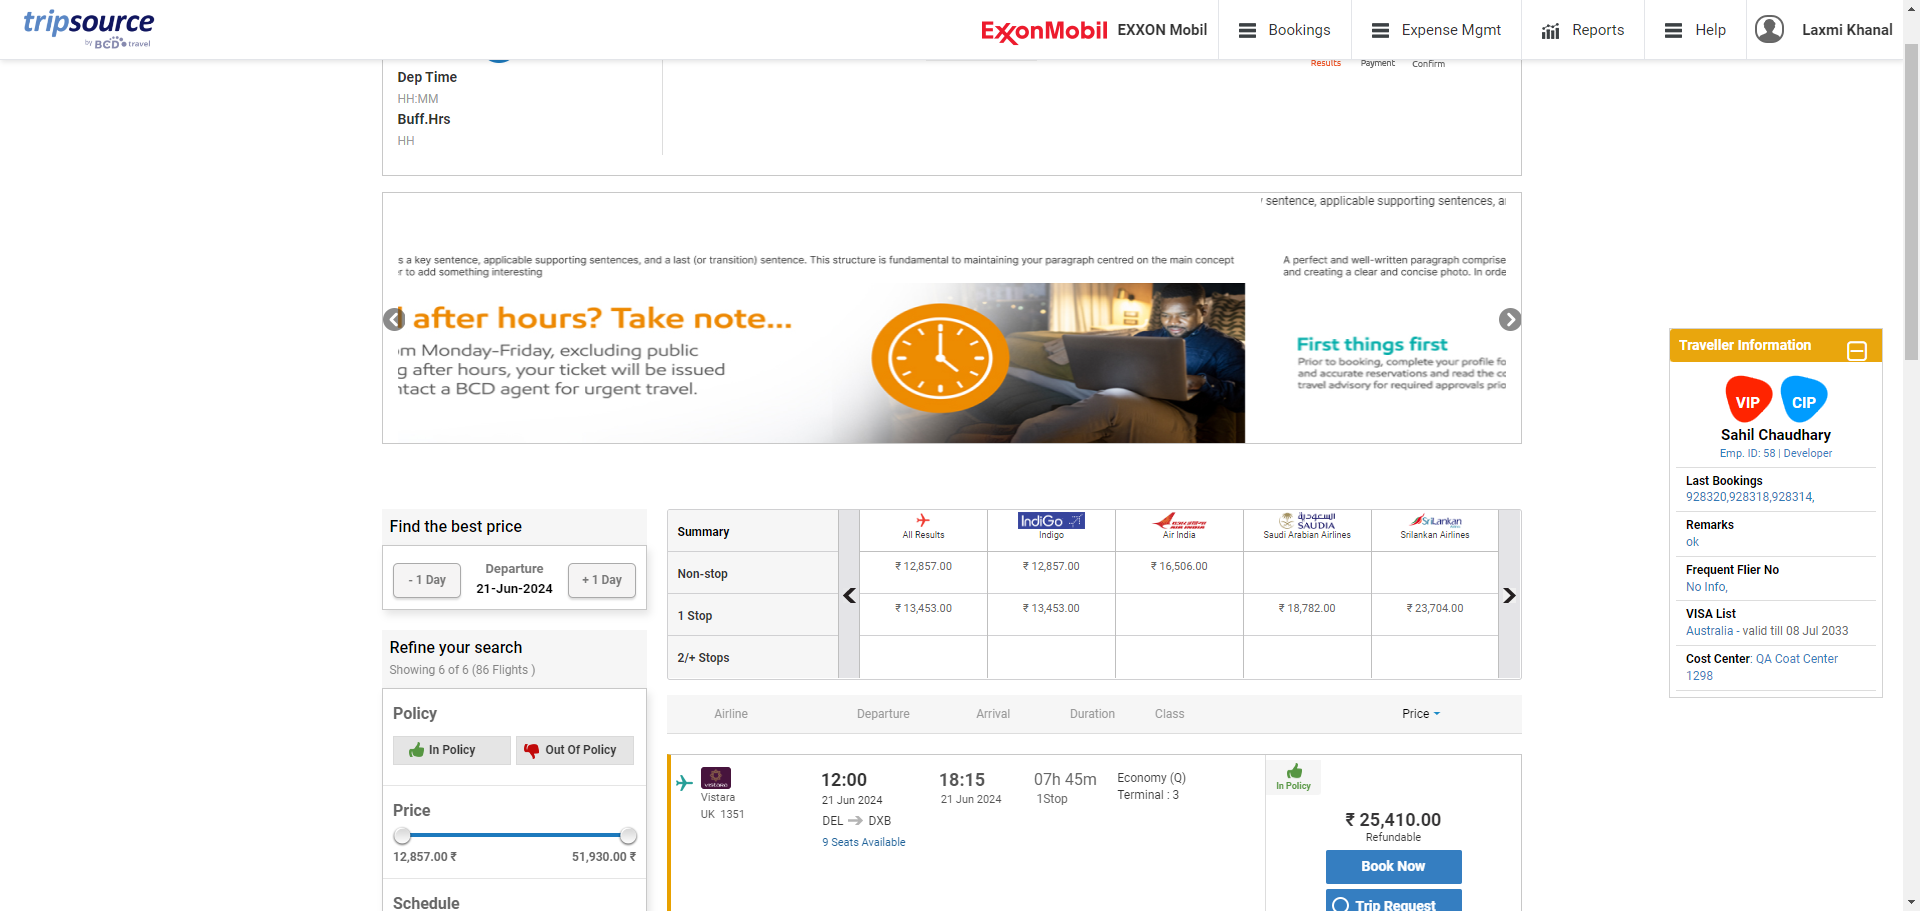 tripsource
by BCD travel
ExxonMobil EXXON Mobil
Bookings
Expense Mgmt
Reports
Help
Laxmi Khanal
Results Payment Confirm
Dep Time
HH:MM
Buff.Hrs
HH
sentence, applicable supporting sentences,
s a key sentence, applicable supporting sentences, and a last (or transition) sentence. This structure is fundamental to maintaining your paragraph centred on the main concept
r to add something interesting
A perfect and well-written paragraph comprise
and creating a clear and concise photo. In orde
after hours? Take note...
m Monday-Friday, excluding public
g after hours, your ticket will be issued
ntact a BCD agent for urgent travel.
First things first
Prior to booking, complete your profile fo
and accurate reservations and read the co
travel advisory for required approvals prio
Traveller Information
VIP CIP
Sahil Chaudhary
Emp. ID: 58 | Developer
Last Bookings
928320,928318,928314,
Remarks
ok
Frequent Flier No
No Info,
VISA List
Australia - valid till 08 Jul 2033
Cost Center: QA Coat Center
1298
Find the best price
- 1 Day
Departure
21-Jun-2024
+ 1 Day
Refine your search
Showing 6 of 6 (86 Flights )
Policy
In Policy
Out Of Policy
Price
12,857.00 ₹ 51,930.00 ₹
Schedule
Summary
All Results
IndiGo
Indigo
AIR INDIA
Air India
السعودية
SAUDIA
Saudi Arabian Airlines
SriLankan
Srilankan Airlines
Non-stop ₹ 12,857.00 ₹ 12,857.00 ₹ 16,506.00
1 Stop ₹ 13,453.00 ₹ 13,453.00 ₹ 18,782.00 ₹ 23,704.00
2/+ Stops
Airline Departure Arrival Duration Class Price
VISTARA
Vistara
UK 1351
12:00
21 Jun 2024
DEL DXB
9 Seats Available
18:15
21 Jun 2024
07h 45m
1Stop
Economy (Q)
Terminal : 3
In Policy
₹ 25,410.00
Refundable
Book Now
Trip Request